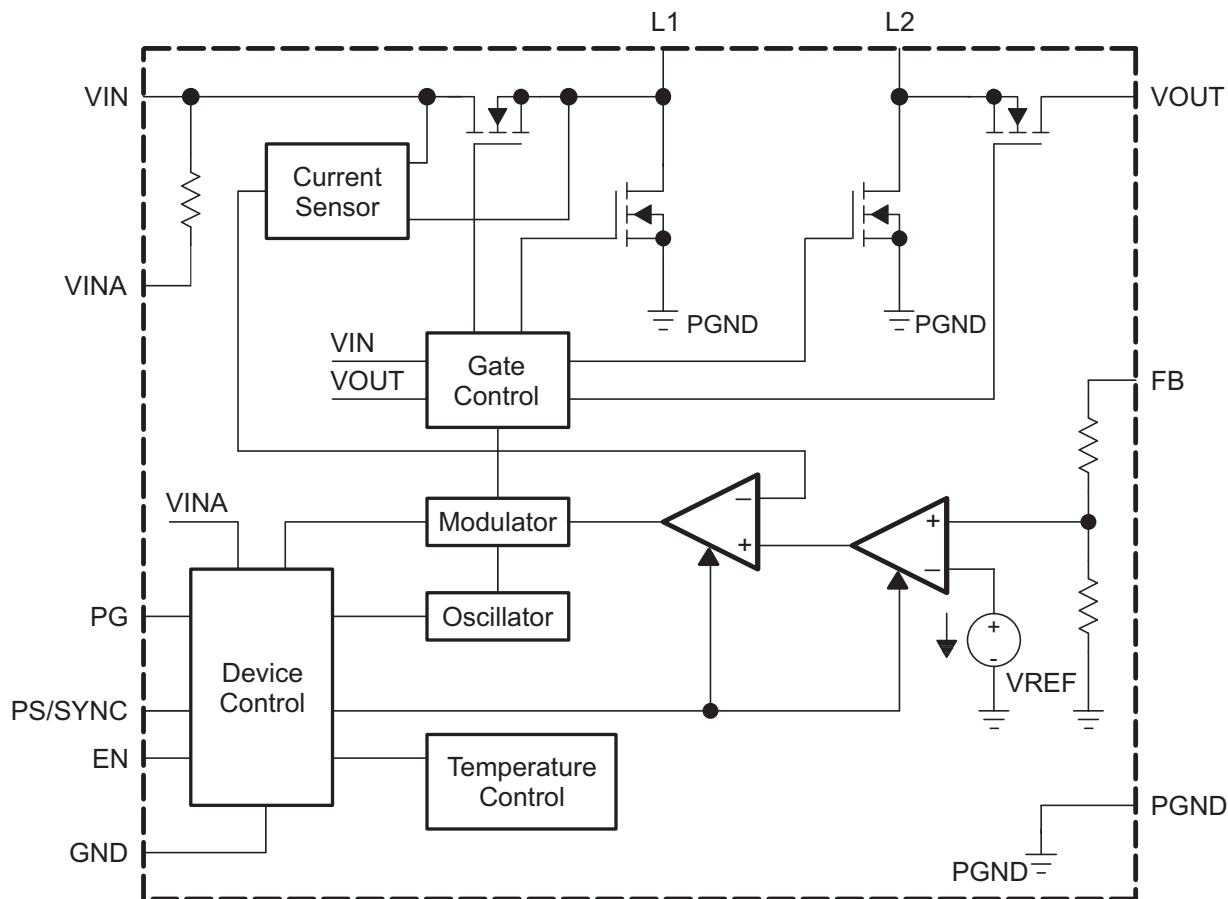 L1
L2
VIN
VOUT
Current
Sensor
VINA
PGND
PGND
VIN
VOUT
Gate
Control
FB
VINA
Modulator
–
+
+
–
PG
Oscillator
Device
Control
+
-
VREF
PS/SYNC
EN
Temperature
Control
GND
PGND
PGND